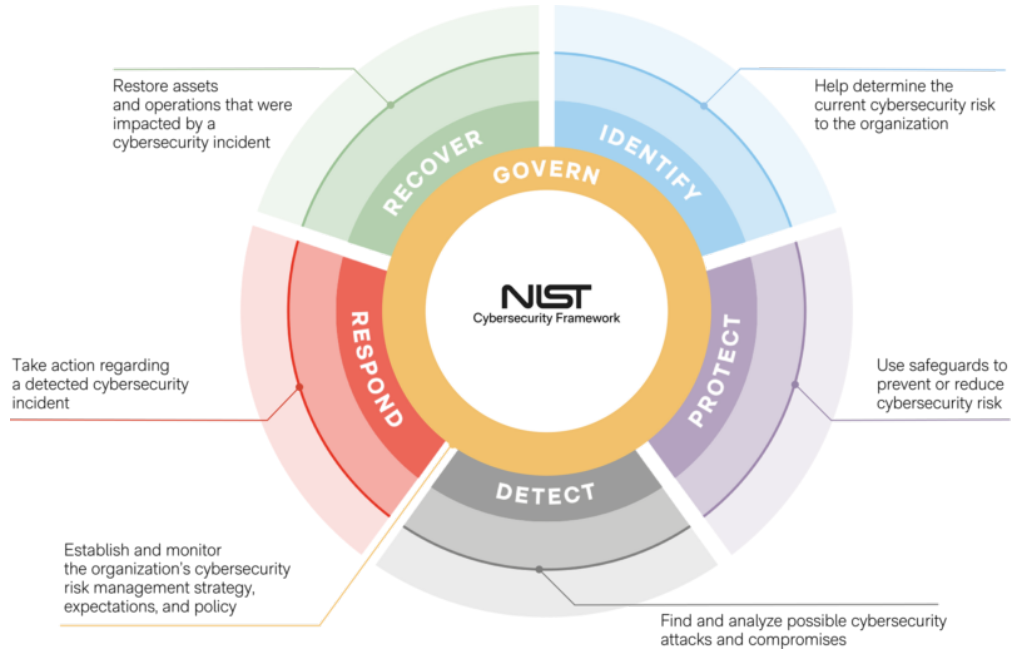 Restore assets
and operations that were
impacted by a
cybersecurity incident
Help determine the
current cybersecurity risk
to the organization
RECOVER
IDENTIFY
GOVERN
NIST
Cybersecurity Framework
RESPOND
PROTECT
Take action regarding
a detected cybersecurity
incident
Use safeguards to
prevent or reduce
cybersecurity risk
DETECT
Establish and monitor
the organization's cybersecurity
risk management strategy,
expectations, and policy
Find and analyze possible cybersecurity
attacks and compromises